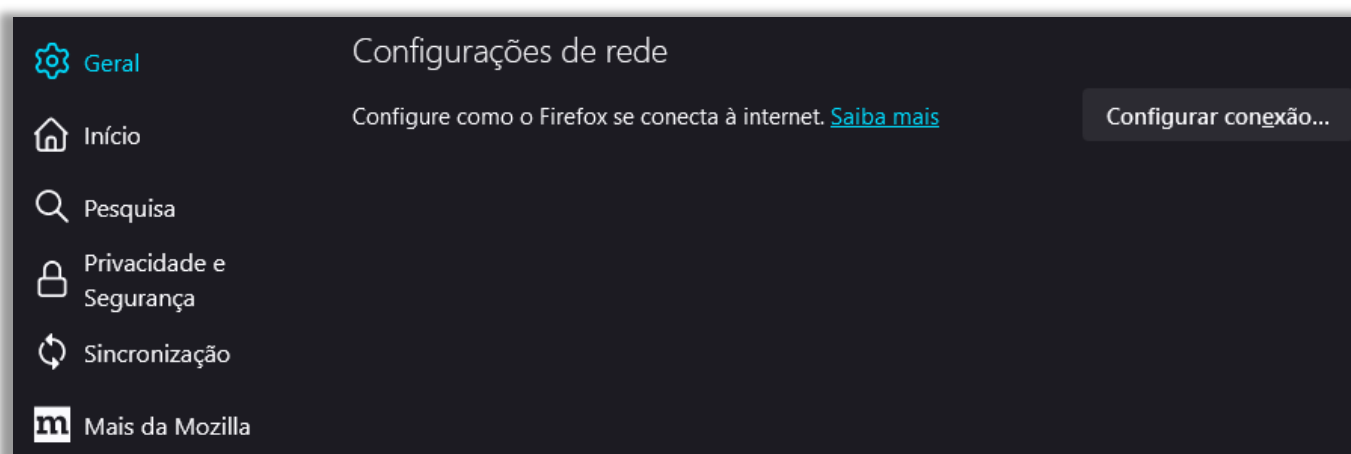 Geral
Início
Pesquisa
Privacidade e
Segurança
Sincronização
m Mais da Mozilla
Configurações de rede
Configure como o Firefox se conecta à internet. Saiba mais
Configurar conexão...